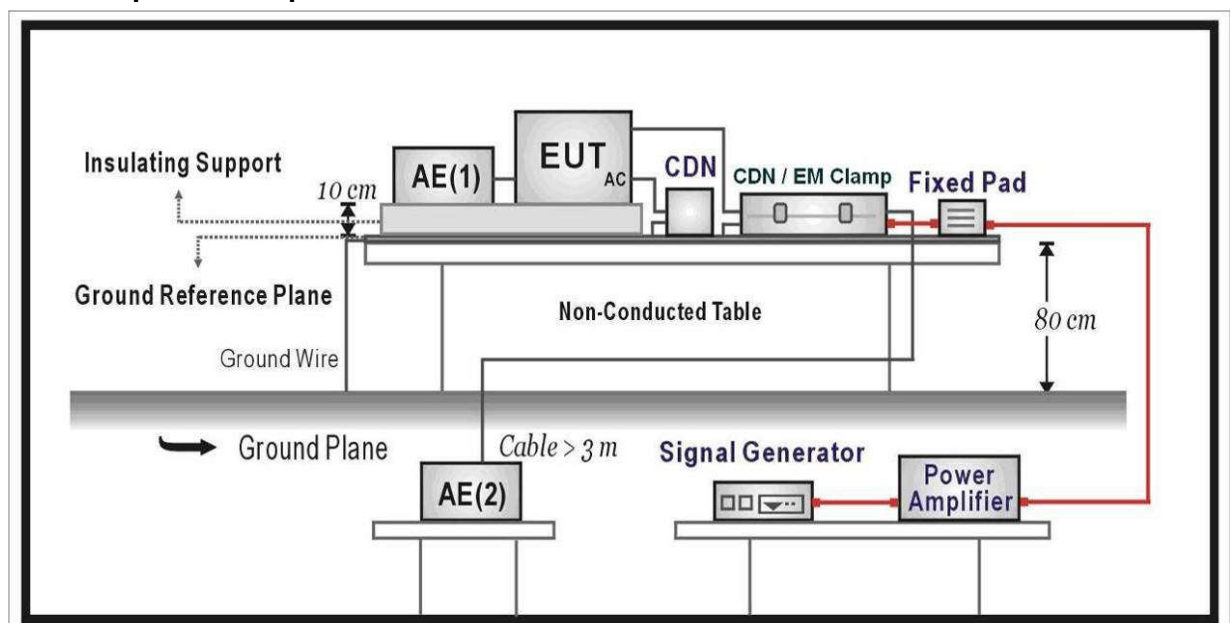 Insulating Support
10 cm
AE(1)
EUT
AC
CDN
CDN / EM Clamp
Fixed Pad
Ground Reference Plane
Non-Conducted Table
80 cm
Ground Wire
Ground Plane
Cable > 3 m
AE(2)
Signal Generator
Power
Amplifier